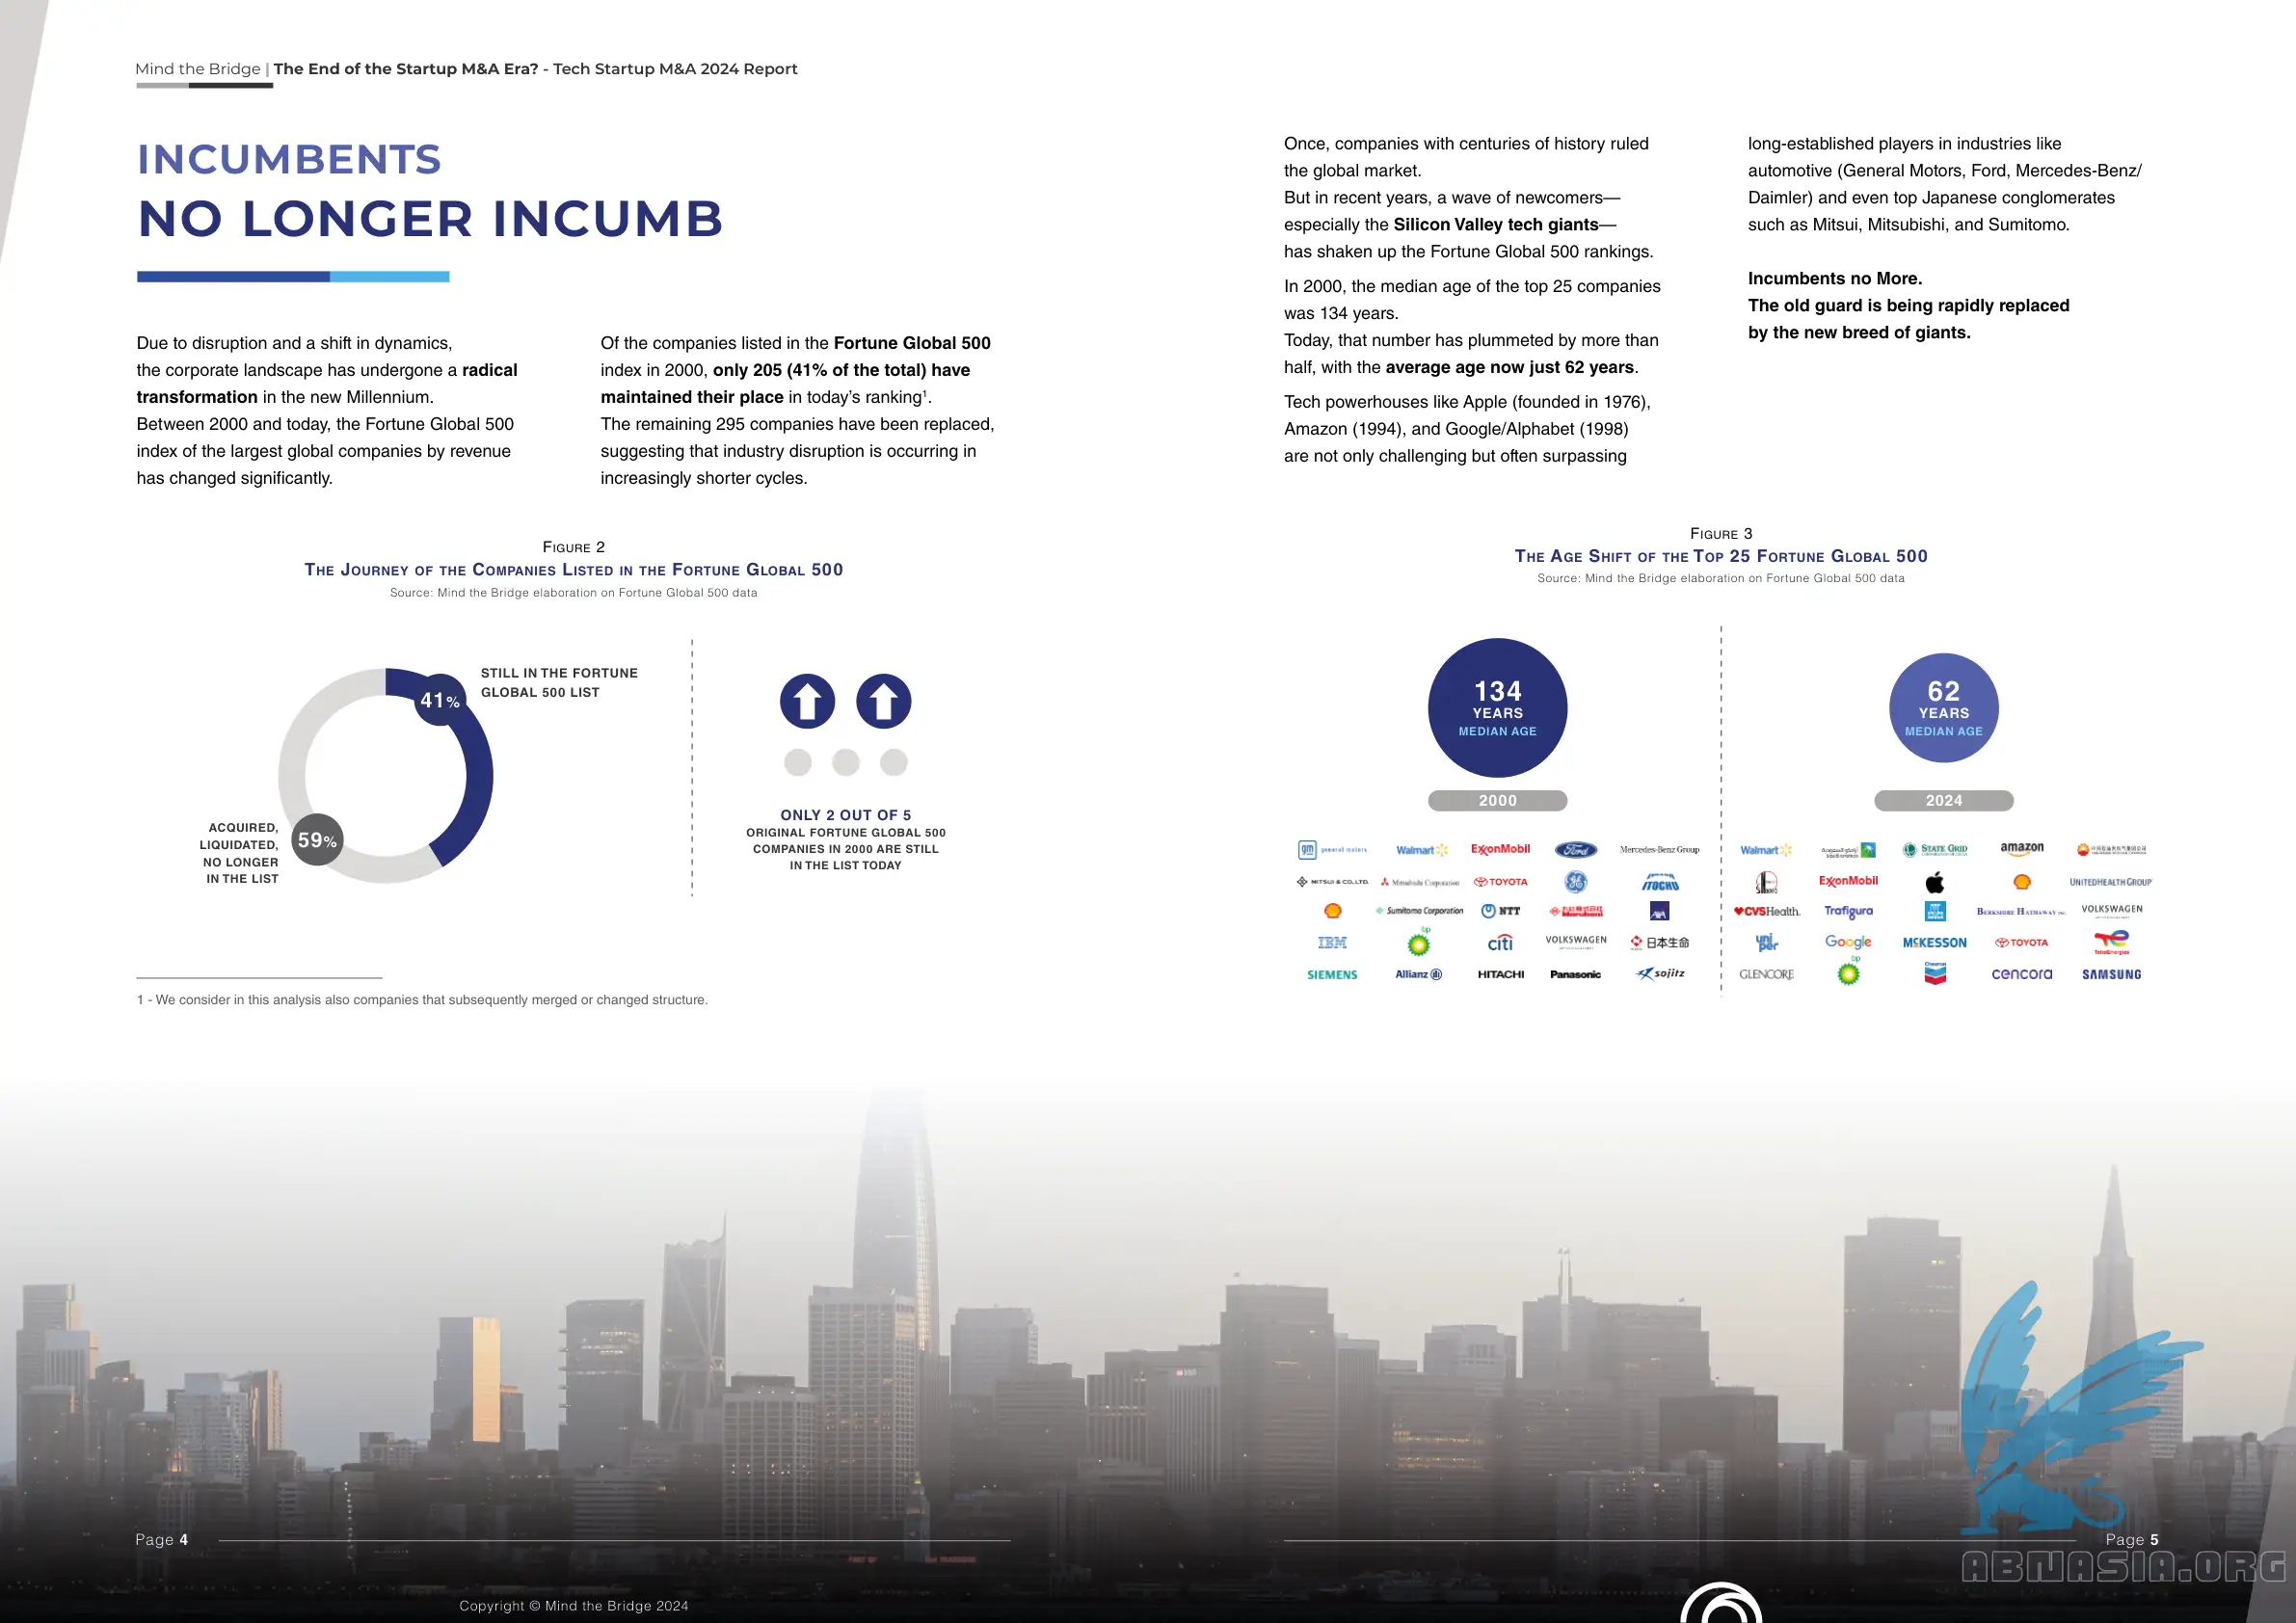 Mind the Bridge | The End of the Startup M&A Era? - Tech Startup M&A 2024 Report
INCUMBENTS
NO LONGER INCUMB
Due to disruption and a shift in dynamics,
the corporate landscape has undergone a radical
transformation in the new Millennium.
Between 2000 and today, the Fortune Global 500
index of the largest global companies by revenue
has changed significantly.
Of the companies listed in the Fortune Global 500
index in 2000, only 205 (41% of the total) have
maintained their place in today's ranking¹.
The remaining 295 companies have been replaced,
suggesting that industry disruption is occurring in
increasingly shorter cycles.
FIGURE 2
THE JOURNEY OF THE COMPANIES LISTED IN THE FORTUNE GLOBAL 500
Source: Mind the Bridge elaboration on Fortune Global 500 data
41%
STILL IN THE FORTUNE
GLOBAL 500 LIST
59%
ACQUIRED,
LIQUIDATED,
NO LONGER
IN THE LIST
ONLY 2 OUT OF 5
ORIGINAL FORTUNE GLOBAL 500
COMPANIES IN 2000 ARE STILL
IN THE LIST TODAY
1 - We consider in this analysis also companies that subsequently merged or changed structure.
Once, companies with centuries of history ruled
the global market.
But in recent years, a wave of newcomers—
especially the Silicon Valley tech giants—
has shaken up the Fortune Global 500 rankings.
In 2000, the median age of the top 25 companies
was 134 years.
Today, that number has plummeted by more than
half, with the average age now just 62 years.
Tech powerhouses like Apple (founded in 1976),
Amazon (1994), and Google/Alphabet (1998)
are not only challenging but often surpassing
long-established players in industries like
automotive (General Motors, Ford, Mercedes-Benz/
Daimler) and even top Japanese conglomerates
such as Mitsui, Mitsubishi, and Sumitomo.
Incumbents no More.
The old guard is being rapidly replaced
by the new breed of giants.
FIGURE 3
THE AGE SHIFT OF THE TOP 25 FORTUNE GLOBAL 500
Source: Mind the Bridge elaboration on Fortune Global 500 data
134
YEARS
MEDIAN AGE
2000
gm general motors Walmart ExxonMobil Ford Mercedes-Benz Group
MITSUI & CO., LTD. Mitsubishi Corporation TOYOTA GE ITOCHU
Sumitomo Corporation NTT Marubeni AXA
IBM bp citi VOLKSWAGEN 日本生命
SIEMENS Allianz HITACHI Panasonic sojitz
62
YEARS
MEDIAN AGE
2024
Walmart STATE GRID amazon
ExxonMobil UNITEDHEALTH GROUP
CVSHealth. Trafigura BERKSHIRE HATHAWAY INC. VOLKSWAGEN
uniper Google MCKESSON TOYOTA TotalEnergies
GLENCORE bp Chevron cencora SAMSUNG
Page 4
Page 5
Copyright © Mind the Bridge 2024
ABNASIA.ORG